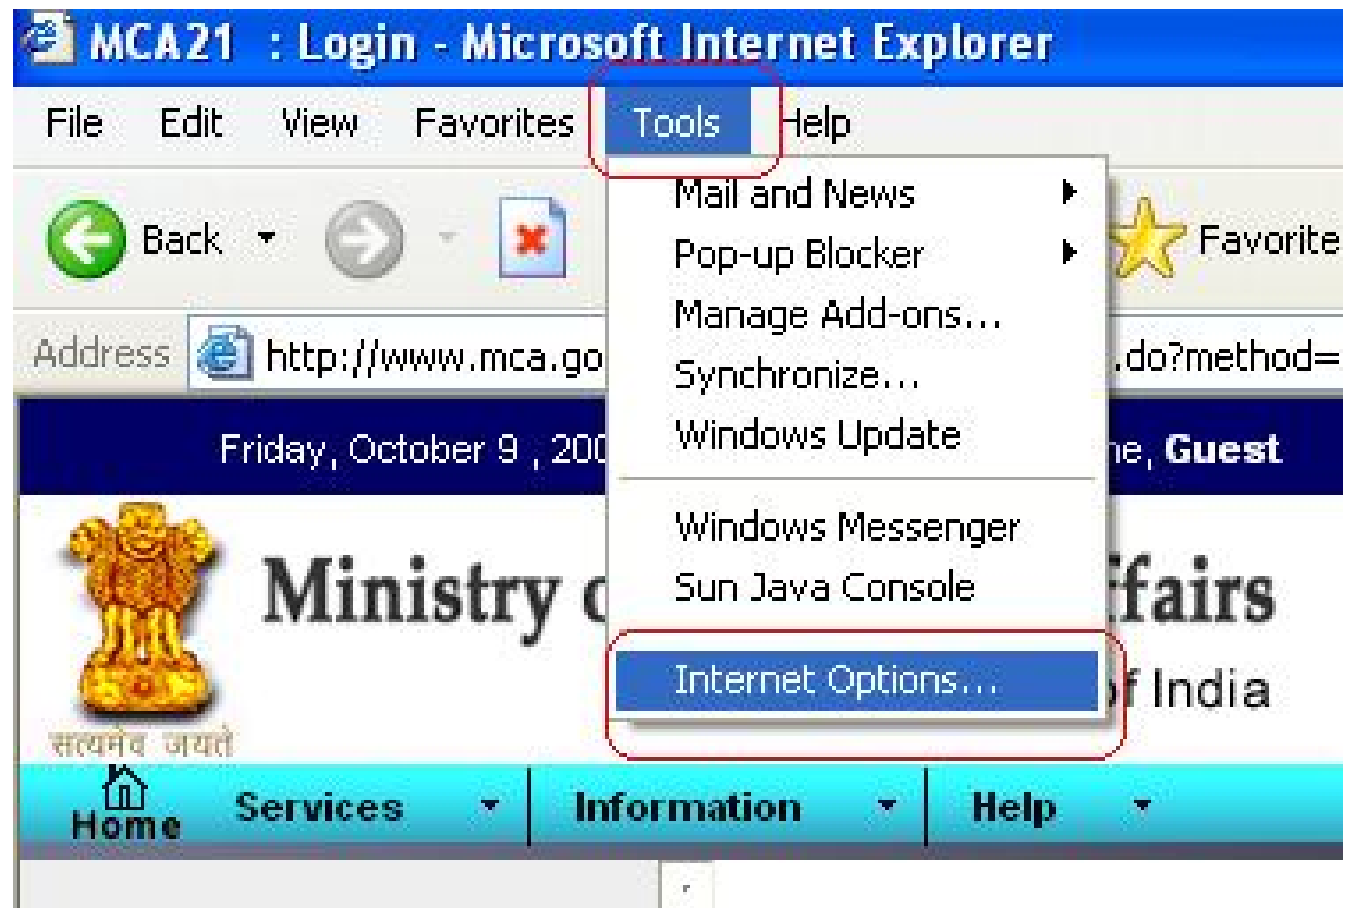 MCA21 : Login - Microsoft Internet Explorer
File Edit View Favorites Tools Help
Mail and News
Back
Pop-up Blocker
Favorite
Manage Add-ons...
Address http://www.mca.go .do?method=
Synchronize...
Windows Update
Friday, October 9 , 200 ne, Guest
Windows Messenger
Ministry o ffairs
Sun Java Console
Internet Options...
of India
सत्यमेव जयते
Home Services Information Help